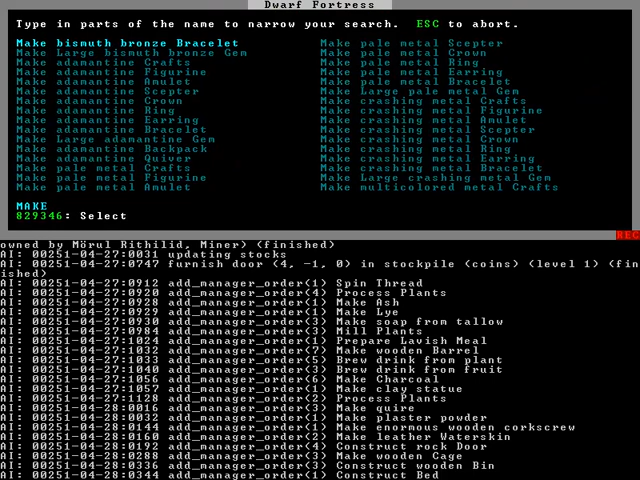 Dwarf Fortress
Type in parts of the name to narrow your search. ESC to abort.
Make bismuth bronze Bracelet
Make Large bismuth bronze Gem
Make adamantine Crafts
Make adamantine Figurine
Make adamantine Amulet
Make adamantine Scepter
Make adamantine Crown
Make adamantine Ring
Make adamantine Earring
Make adamantine Bracelet
Make Large adamantine Gem
Make adamantine Backpack
Make adamantine Quiver
Make pale metal Crafts
Make pale metal Figurine
Make pale metal Amulet
Make pale metal Scepter
Make pale metal Crown
Make pale metal Ring
Make pale metal Earring
Make pale metal Bracelet
Make Large pale metal Gem
Make crashing metal Crafts
Make crashing metal Figurine
Make crashing metal Amulet
Make crashing metal Scepter
Make crashing metal Crown
Make crashing metal Ring
Make crashing metal Earring
Make crashing metal Bracelet
Make Large crashing metal Gem
Make multicolored metal Crafts
MAKE
829346: Select
REC
owned by Mörul Rithilid, Miner) (finished)
AI: 00251-04-27:0031 updating stocks
AI: 00251-04-27:0747 furnish door (4, -1, 0) in stockpile (coins) (level 1) (fin
ished)
AI: 00251-04-27:0912 add_manager_order(1) Spin Thread
AI: 00251-04-27:0920 add_manager_order(4) Process Plants
AI: 00251-04-27:0928 add_manager_order(1) Make Ash
AI: 00251-04-27:0929 add_manager_order(1) Make Lye
AI: 00251-04-27:0930 add_manager_order(3) Make soap from tallow
AI: 00251-04-27:0984 add_manager_order(3) Mill Plants
AI: 00251-04-27:1024 add_manager_order(1) Prepare Lavish Meal
AI: 00251-04-27:1032 add_manager_order(7) Make wooden Barrel
AI: 00251-04-27:1033 add_manager_order(5) Brew drink from plant
AI: 00251-04-27:1040 add_manager_order(3) Brew drink from fruit
AI: 00251-04-27:1056 add_manager_order(6) Make Charcoal
AI: 00251-04-27:1057 add_manager_order(1) Make clay statue
AI: 00251-04-27:1128 add_manager_order(2) Process Plants
AI: 00251-04-28:0016 add_manager_order(3) Make quire
AI: 00251-04-28:0032 add_manager_order(1) Make plaster powder
AI: 00251-04-28:0144 add_manager_order(1) Make enormous wooden corkscrew
AI: 00251-04-28:0160 add_manager_order(2) Make leather Waterskin
AI: 00251-04-28:0192 add_manager_order(4) Construct rock Door
AI: 00251-04-28:0288 add_manager_order(3) Make wooden Cage
AI: 00251-04-28:0336 add_manager_order(3) Construct wooden Bin
AI: 00251-04-28:0344 add_manager_order(1) Construct Bed